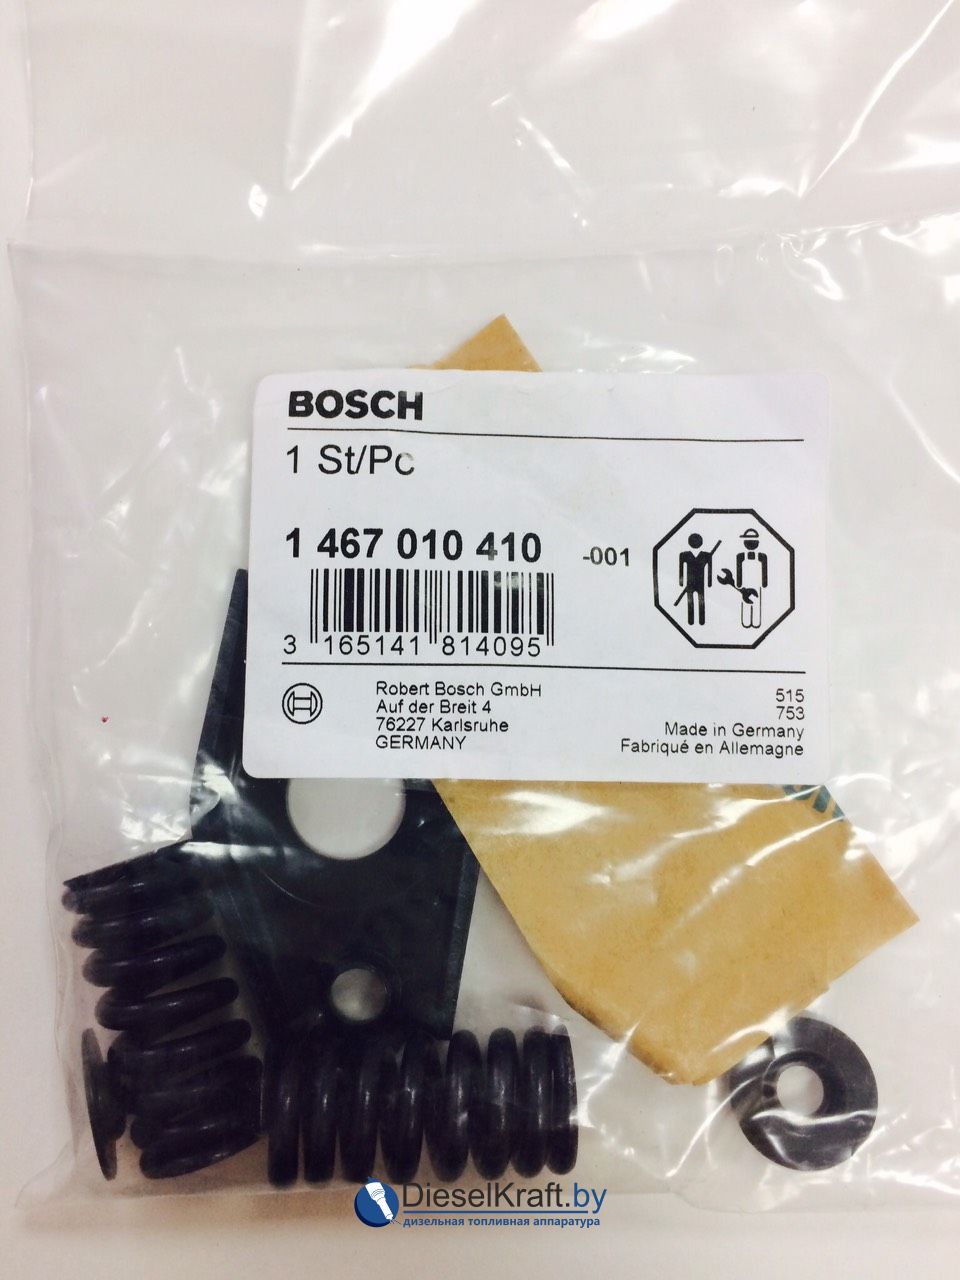 BOSCH
1 St/Pc
1 467 010 410 -001
3 165141 814095
Robert Bosch GmbH
Auf der Breit 4
76227 Karlsruhe
GERMANY
515
753
Made in Germany
Fabriqué en Allemagne
DieselKraft.by
дизельная топливная аппаратура